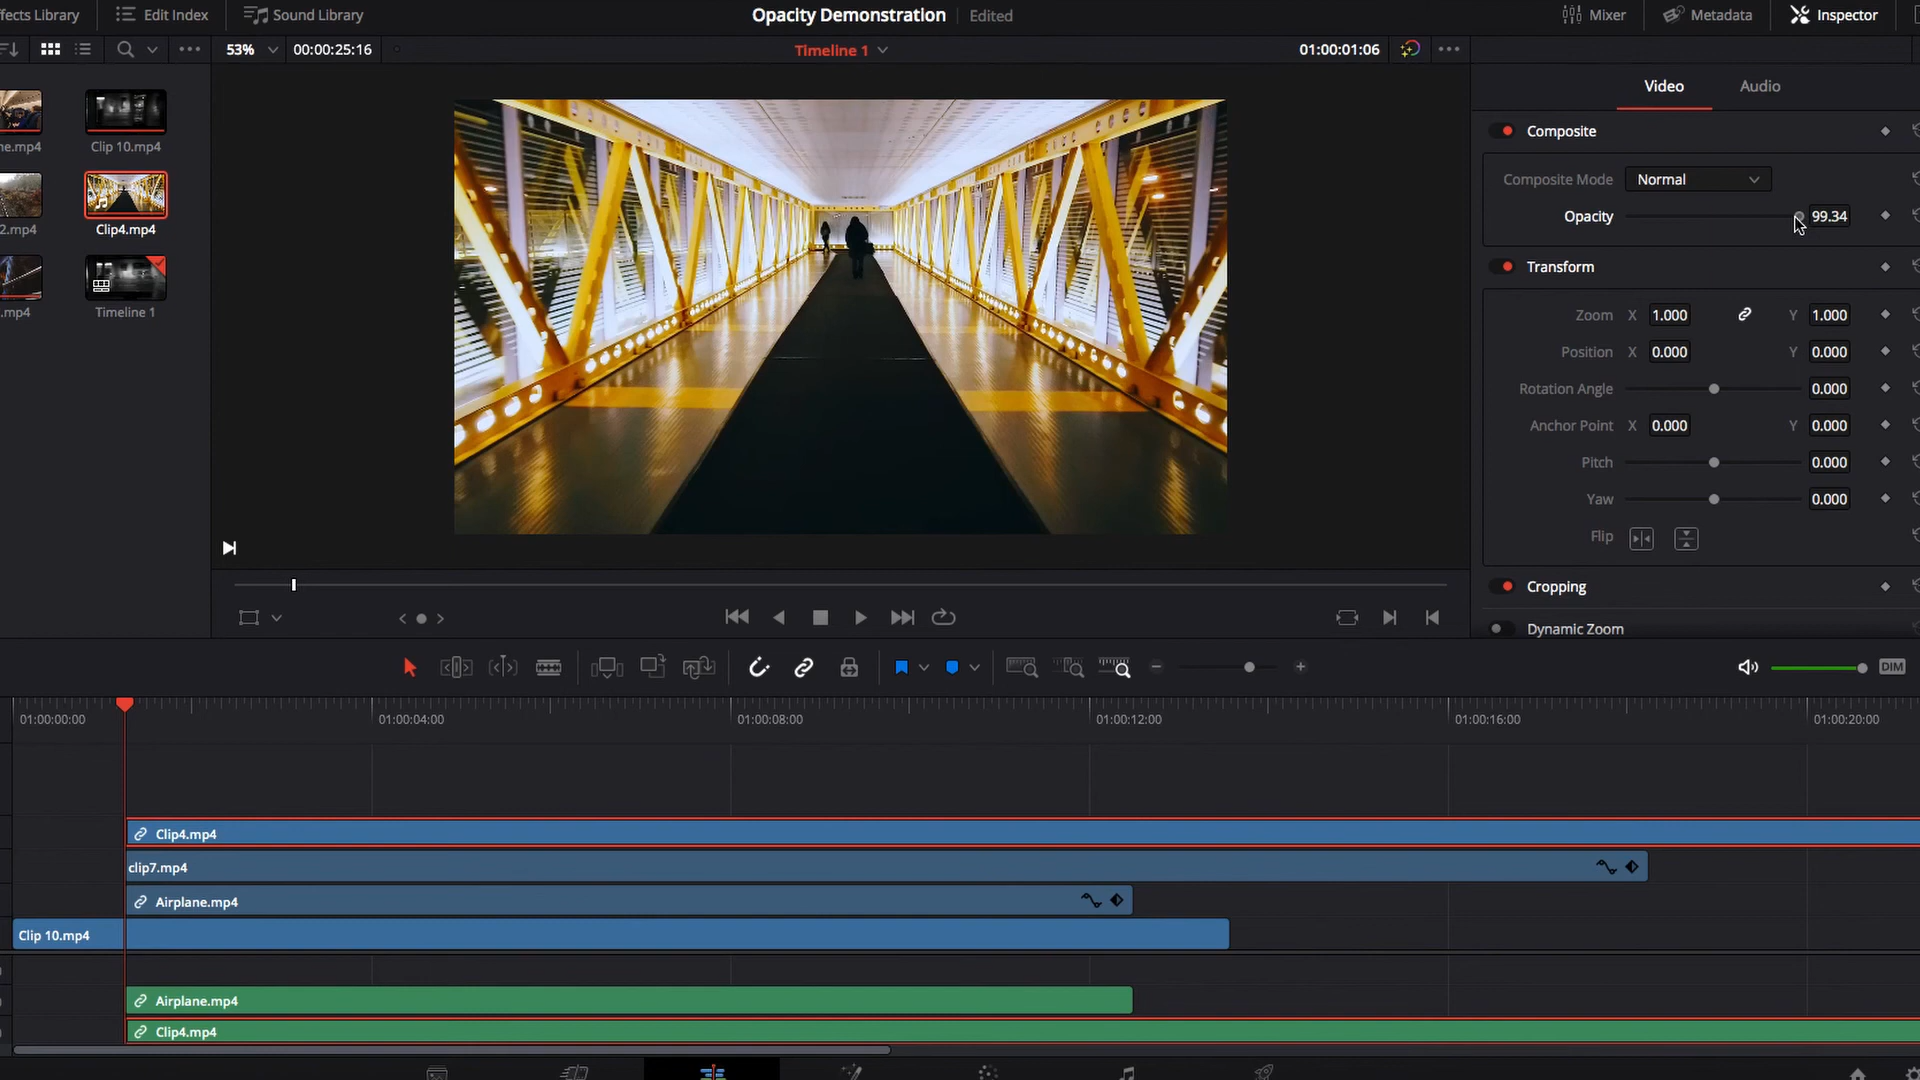 fects Library
Edit Index
Sound Library
Opacity Demonstration
Edited
Mixer
Metadata
Inspector
53%
00:00:25:16
Timeline 1
01:00:01:06
Video
Audio
ne.mp4
Clip 10.mp4
2.mp4
Clip4.mp4
.mp4
Timeline 1
Composite
Composite Mode
Normal
Opacity
99.34
Transform
Zoom X 1.000 Y 1.000
Position X 0.000 Y 0.000
Rotation Angle 0.000
Anchor Point X 0.000 Y 0.000
Pitch 0.000
Yaw 0.000
Flip
Cropping
Dynamic Zoom
DIM
01:00:00:00
01:00:04:00
01:00:08:00
01:00:12:00
01:00:16:00
01:00:20:00
Clip4.mp4
clip7.mp4
Airplane.mp4
Clip 10.mp4
Airplane.mp4
Clip4.mp4